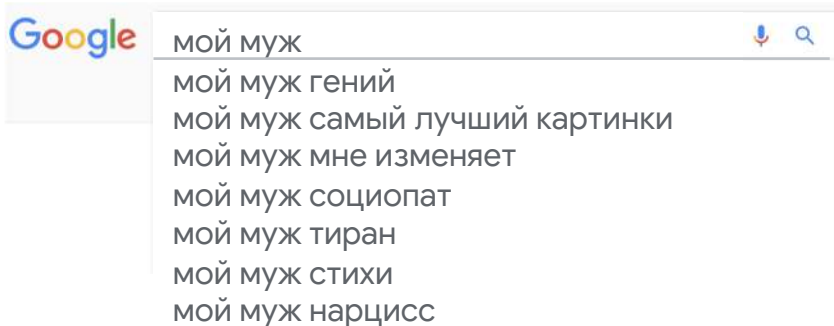 Google мой муж
мой муж гений
мой муж самый лучший картинки
мой муж мне изменяет
мой муж социопат
мой муж тиран
мой муж стихи
мой муж нарцисс